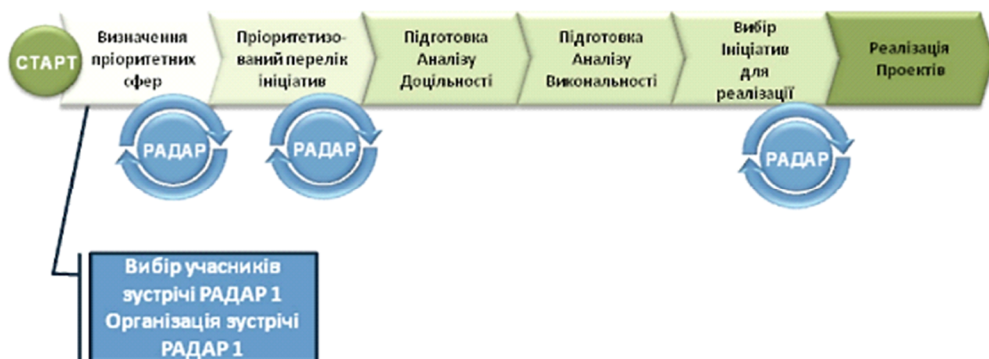 СТАРТ
Визначення
пріоритетних
сфер
Пріоритетизо-
ваний перелік
ініціатив
Підготовка
Аналізу
Доцільності
Підготовка
Аналізу
Викональності
Вибір
Ініціатив
для
реалізації
Реалізація
Проектів
РАДАР
РАДАР
РАДАР
Вибір учасників
зустрічі РАДАР 1
Організація зустрічі
РАДАР 1